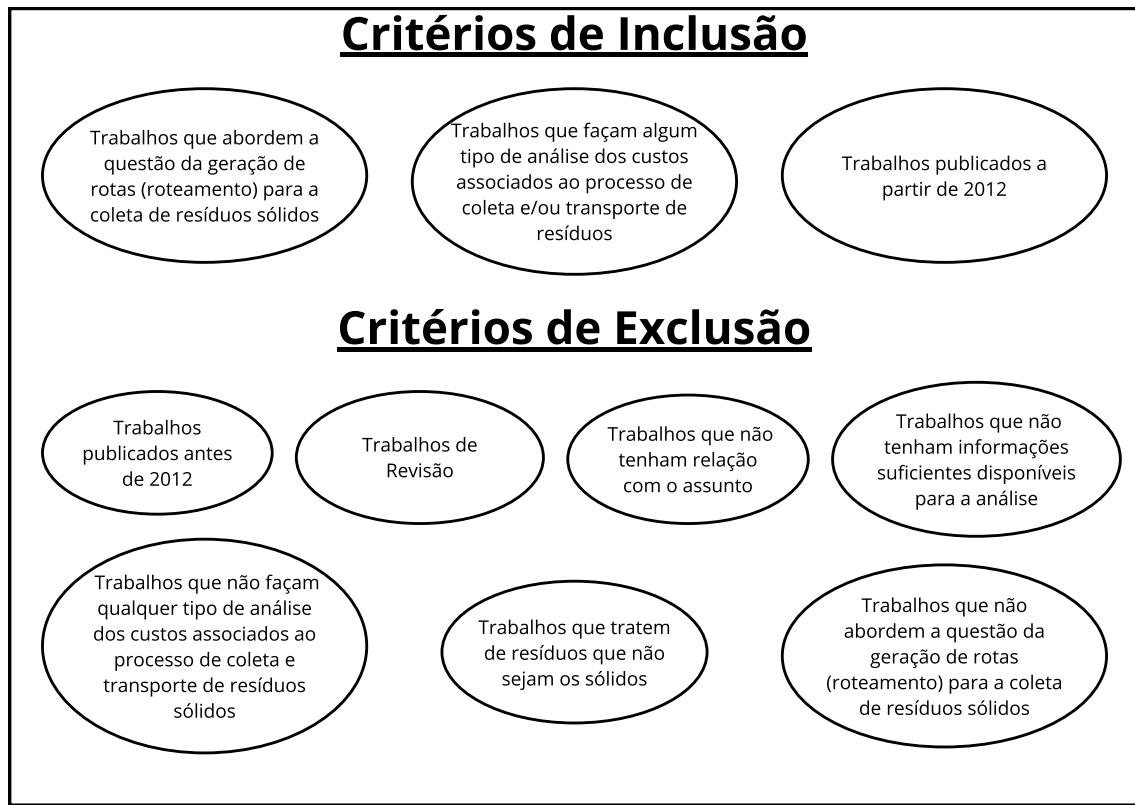 Critérios de Inclusão
Trabalhos que abordem a
questão da geração de
rotas (roteamento) para a
coleta de resíduos sólidos
Trabalhos que façam algum
tipo de análise dos custos
associados ao processo de
coleta e/ou transporte de
resíduos
Trabalhos publicados a
partir de 2012
Critérios de Exclusão
Trabalhos
publicados antes
de 2012
Trabalhos de
Revisão
Trabalhos que não
tenham relação
com o assunto
Trabalhos que não
tenham informações
suficientes disponíveis
para a análise
Trabalhos que não façam
qualquer tipo de análise
dos custos associados ao
processo de coleta e
transporte de resíduos
sólidos
Trabalhos que tratem
de resíduos que não
sejam os sólidos
Trabalhos que não
abordem a questão da
geração de rotas
(roteamento) para a coleta
de resíduos sólidos